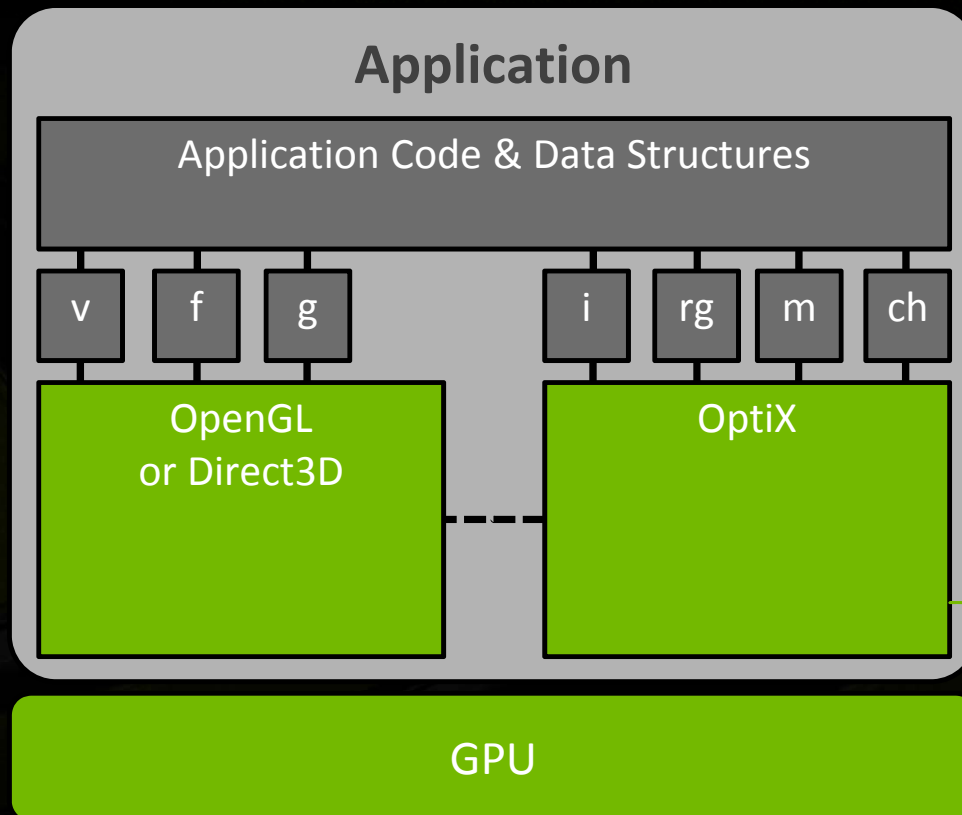 Application
Application Code & Data Structures
v f g i rg m ch
OpenGL
or Direct3D
OptiX
GPU